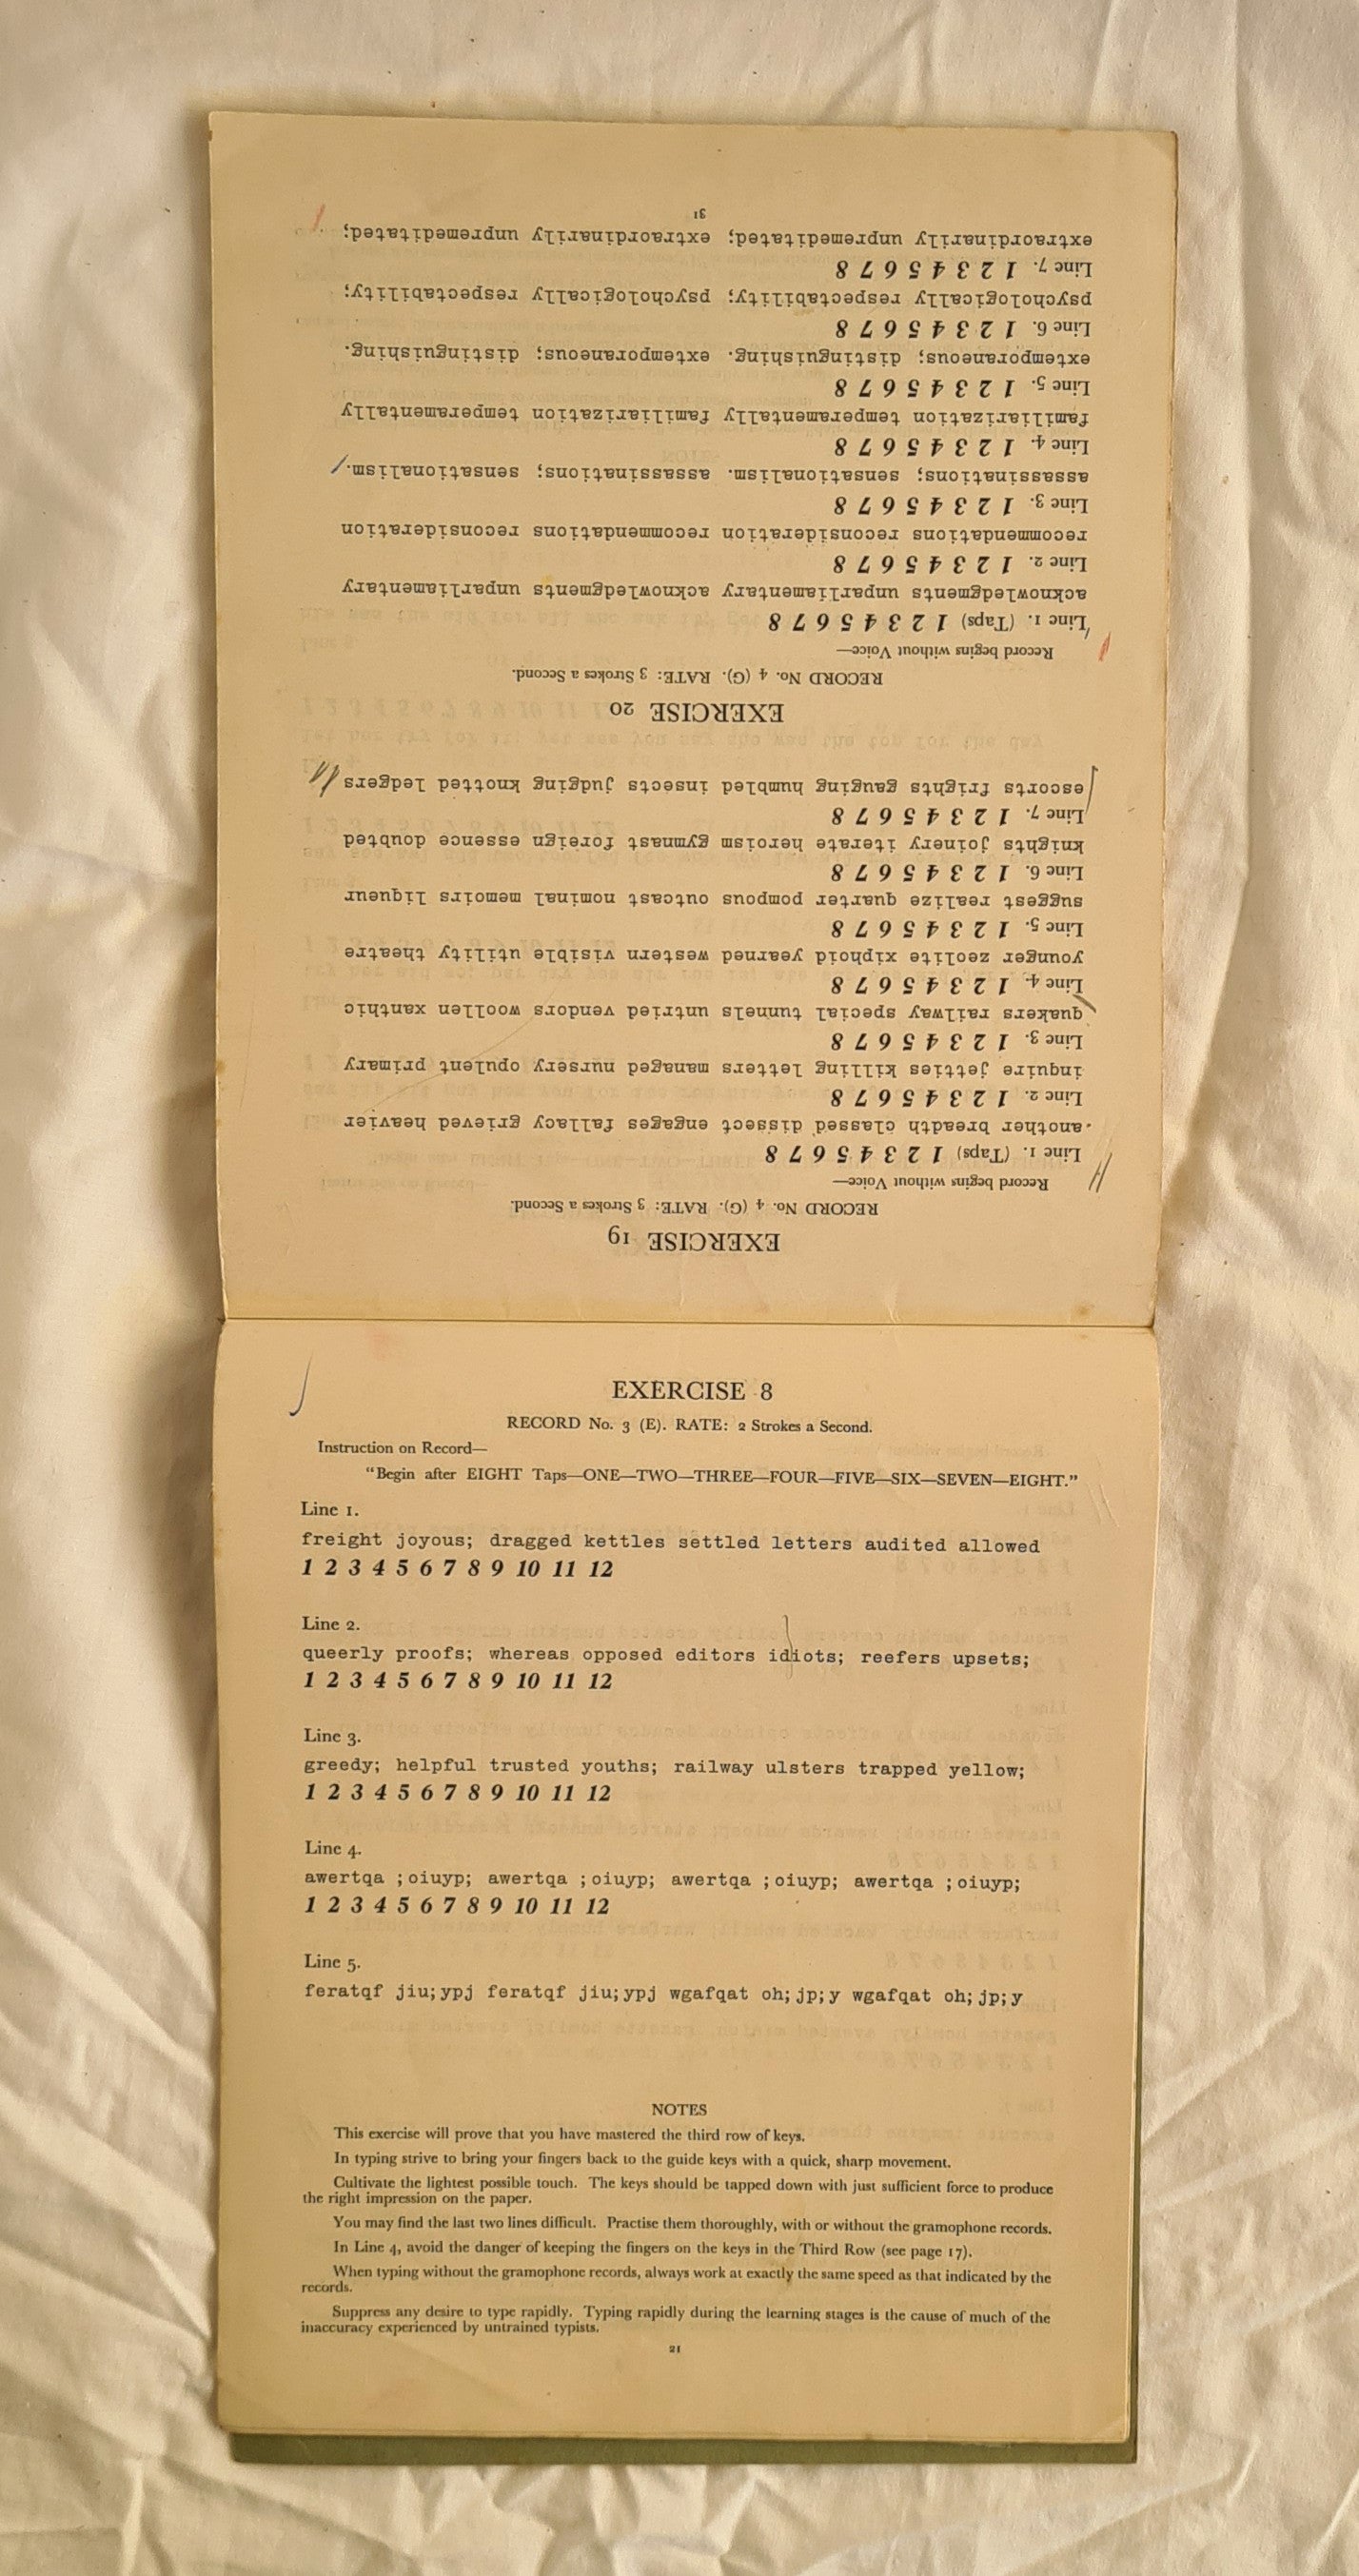 EXERCISE 8
RECORD No. 3 (E). RATE: 2 Strokes a Second.
Instruction on Record—
"Begin after EIGHT Taps—ONE—TWO—THREE—FOUR—FIVE—SIX—SEVEN—EIGHT."
Line 1.
freight joyous; dragged kettles settled letters audited allowed
1 2 3 4 5 6 7 8 9 10 11 12
Line 2.
queerly proofs; whereas opposed editors idiots; reefers upsets;
1 2 3 4 5 6 7 8 9 10 11 12
Line 3.
greedy; helpful trusted youths; railway ulsters trapped yellow;
1 2 3 4 5 6 7 8 9 10 11 12
Line 4.
awertqa ;oiuyp; awertqa ;oiuyp; awertqa ;oiuyp; awertqa ;oiuyp;
1 2 3 4 5 6 7 8 9 10 11 12
Line 5.
feratqf jiu;ypj feratqf jiu;ypj wgafqat oh;jp;y wgafqat oh;jp;y
NOTES
This exercise will prove that you have mastered the third row of keys.
In typing strive to bring your fingers back to the guide keys with a quick, sharp movement.
Cultivate the lightest possible touch. The keys should be tapped down with just sufficient force to produce
the right impression on the paper.
You may find the last two lines difficult. Practise them thoroughly, with or without the gramophone records.
In Line 4, avoid the danger of keeping the fingers on the keys in the Third Row (see page 17).
When typing without the gramophone records, always work at exactly the same speed as that indicated by the
records.
Suppress any desire to type rapidly. Typing rapidly during the learning stages is the cause of much of the
inaccuracy experienced by untrained typists.
21
EXERCISE 19
RECORD No. 4 (G). RATE: 3 Strokes a Second.
Record begins without Voice—
Line 1. (Taps) 1 2 3 4 5 6 7 8
another breadth classed dissect engages fallacy grieved heavier
Line 2. 1 2 3 4 5 6 7 8
inquire jetties killing letters managed nursery opulent primary
Line 3. 1 2 3 4 5 6 7 8
quakers railway special tunnels untried vendors woollen xanthic
Line 4. 1 2 3 4 5 6 7 8
younger zeolite xiphoid yearned western visible utility theatre
Line 5. 1 2 3 4 5 6 7 8
suggest realize quarter pompous outcast nominal memoirs liqueur
Line 6. 1 2 3 4 5 6 7 8
knights joinery iterate heroism gymnast foreign essence doubted
Line 7. 1 2 3 4 5 6 7 8
escorts frights gauging humbled insects judging knotted ledgers
EXERCISE 20
RECORD No. 4 (G). RATE: 3 Strokes a Second.
Record begins without Voice—
Line 1. (Taps) 1 2 3 4 5 6 7 8
acknowledgments unparliamentary acknowledgments unparliamentary
Line 2. 1 2 3 4 5 6 7 8
recommendations reconsideration recommendations reconsideration
Line 3. 1 2 3 4 5 6 7 8
assassinations; sensationalism. assassinations; sensationalism.
Line 4. 1 2 3 4 5 6 7 8
familiarization temperamentally familiarization temperamentally
Line 5. 1 2 3 4 5 6 7 8
extemporaneous; distinguishing. extemporaneous; distinguishing.
Line 6. 1 2 3 4 5 6 7 8
psychologically respectability; psychologically respectability;
Line 7. 1 2 3 4 5 6 7 8
extraordinarily unpremeditated; extraordinarily unpremeditated;
31